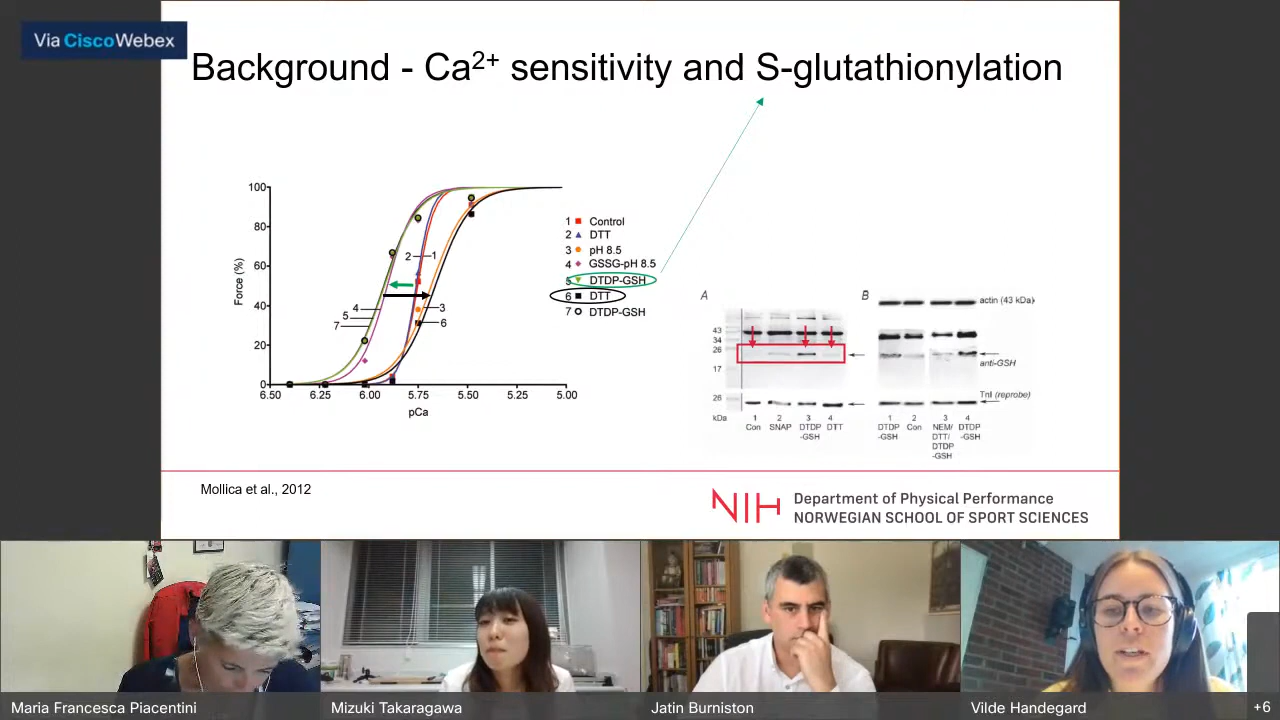 Via Cisco Webex
Background - Ca2+ sensitivity and S-glutathionylation
100
80
60
40
20
0
Force (%)
6.50 6.25 6.00 5.75 5.50 5.25 5.00
pCa
2 1
4
5
7
3
6
1 Control
2 DTT
3 pH 8.5
4 GSSG-pH 8.5
5 DTDP-GSH
6 DTT
7 DTDP-GSH
A
43
34
26
17
26
kDa
1 2 3 4
Con SNAP DTDP DTT
-GSH
B
actin (43 kDa)
anti-GSH
TnI (reprobe)
1 2 3 4
DTDP Con NEM/ DTDP
-GSH DTT/ -GSH
DTDP
-GSH
Mollica et al., 2012
NIH
Department of Physical Performance
NORWEGIAN SCHOOL OF SPORT SCIENCES
Maria Francesca Piacentini
Mizuki Takaragawa
Jatin Burniston
Vilde Handegard
+6